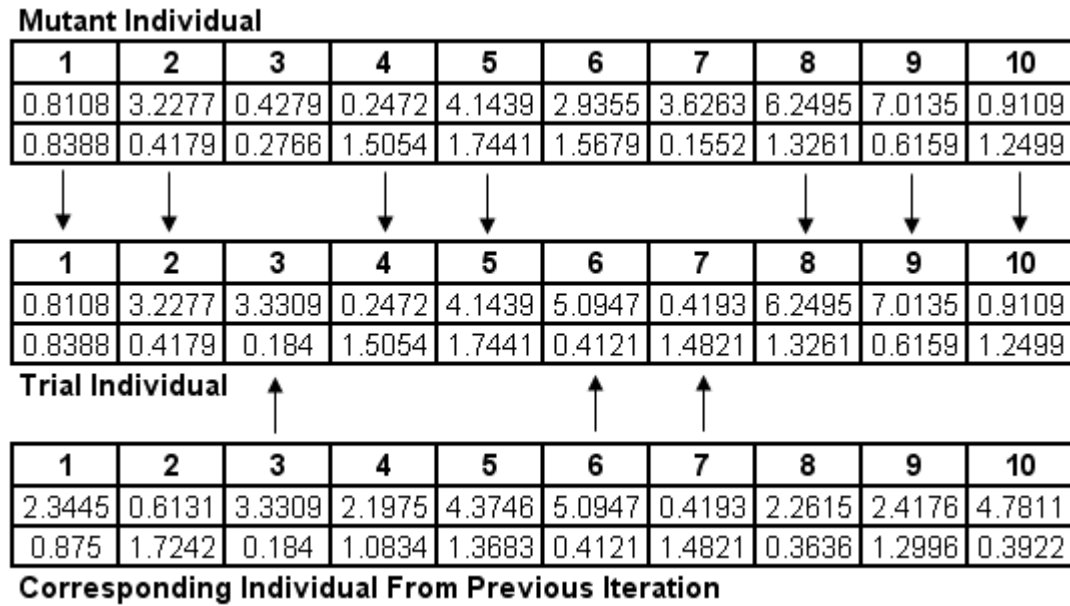 Mutant Individual
1 2 3 4 5 6 7 8 9 10
0.8108 3.2277 0.4279 0.2472 4.1439 2.9355 3.6263 6.2495 7.0135 0.9109
0.8388 0.4179 0.2766 1.5054 1.7441 1.5679 0.1552 1.3261 0.6159 1.2499
1 2 3 4 5 6 7 8 9 10
0.8108 3.2277 3.3309 0.2472 4.1439 5.0947 0.4193 6.2495 7.0135 0.9109
0.8388 0.4179 0.184 1.5054 1.7441 0.4121 1.4821 1.3261 0.6159 1.2499
Trial Individual
1 2 3 4 5 6 7 8 9 10
2.3445 0.6131 3.3309 2.1975 4.3746 5.0947 0.4193 2.2615 2.4176 4.7811
0.875 1.7242 0.184 1.0834 1.3683 0.4121 1.4821 0.3636 1.2996 0.3922
Corresponding Individual From Previous Iteration